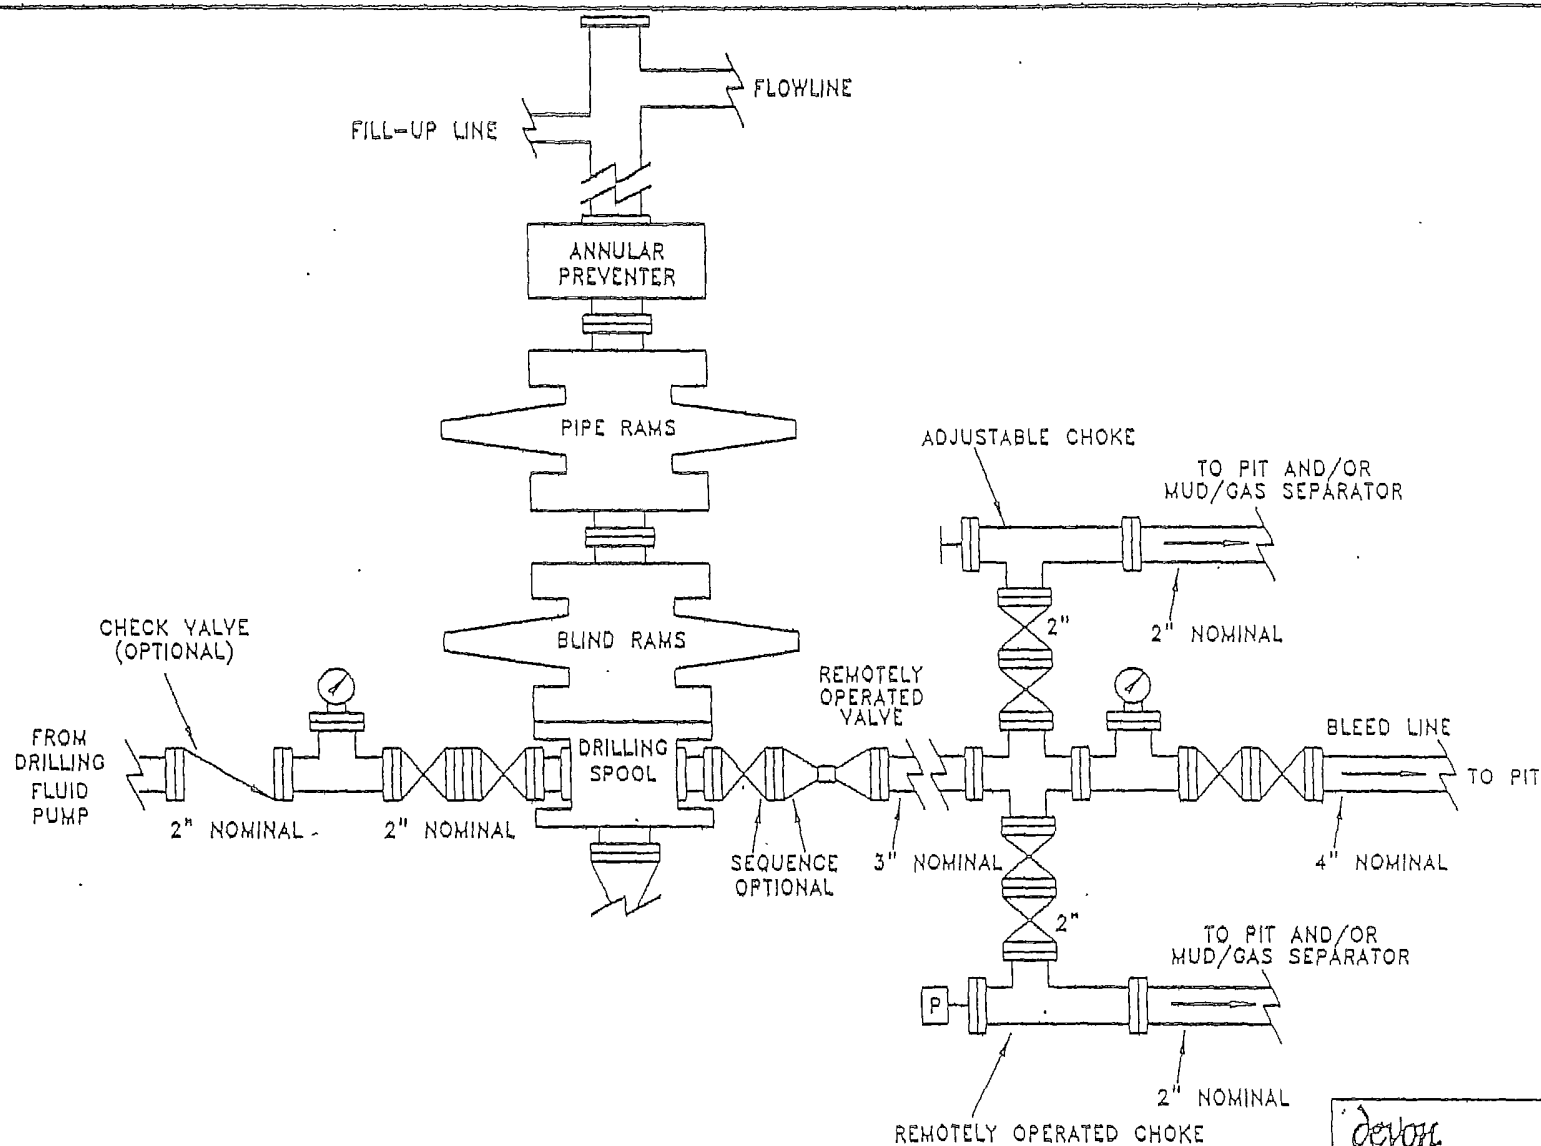 FLOWLINE
FILL-UP LINE
ANNULAR
PREVENTER
PIPE RAMS
ADJUSTABLE CHOKE
TO PIT AND/OR
MUD/GAS SEPARATOR
2"
2" NOMINAL
CHECK VALVE
(OPTIONAL)
BLIND RAMS
REMOTELY
OPERATED
VALVE
FROM
DRILLING
FLUID
PUMP
DRILLING
SPOOL
BLEED LINE
TO PIT
2" NOMINAL
2" NOMINAL
SEQUENCE
OPTIONAL
3" NOMINAL
4" NOMINAL
2"
TO PIT AND/OR
MUD/GAS SEPARATOR
P
2" NOMINAL
REMOTELY OPERATED CHOKE
devon